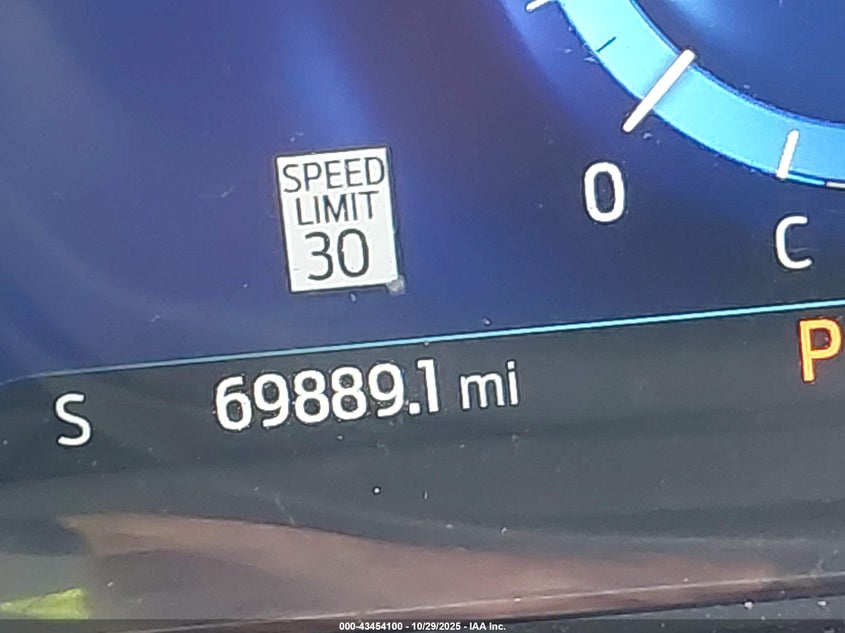 SPEED
LIMIT
30
0
C
P
S
69889.1 mi
000-43454100 - 10/29/2025 - IAA Inc.